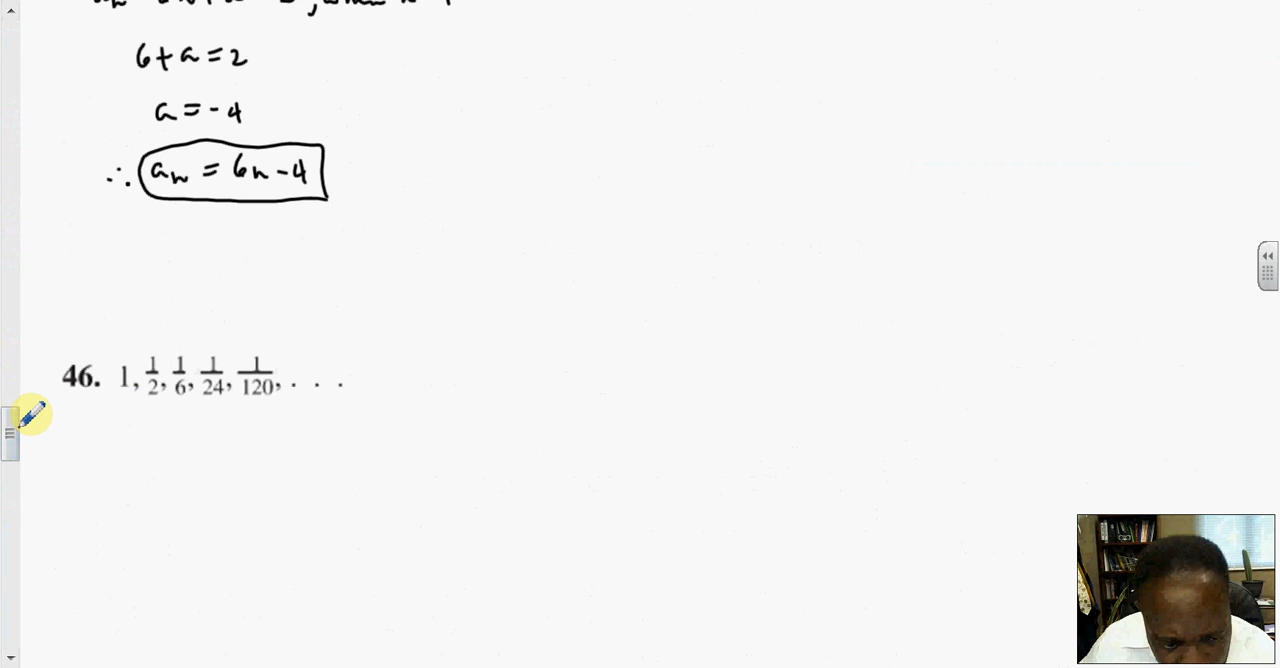 6 + a = 2
a = -4
∴ aₙ = 6n - 4
46. 1, 1/2, 1/6, 1/24, 1/120, . . .